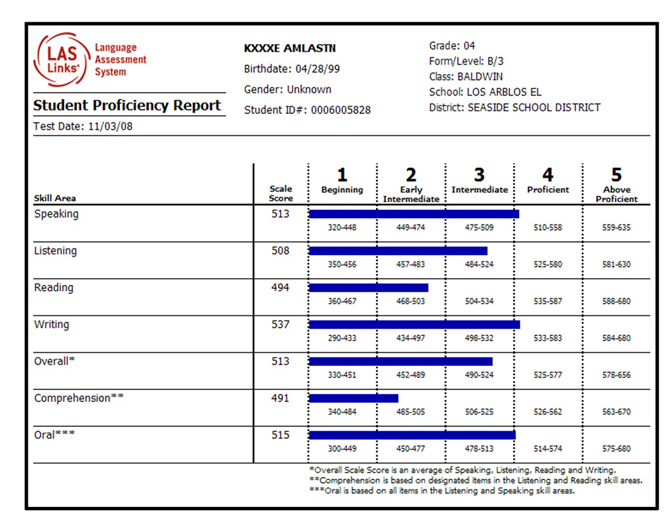 LAS Links® Language Assessment System
Student Proficiency Report
Test Date: 11/03/08
KXXXE AMLASTN
Birthdate: 04/28/99
Gender: Unknown
Student ID#: 0006005828
Grade: 04
Form/Level: B/3
Class: BALDWIN
School: LOS ARBLOS EL
District: SEASIDE SCHOOL DISTRICT
Skill Area Scale Score 1 Beginning 2 Early Intermediate 3 Intermediate 4 Proficient 5 Above Proficient
Speaking 513
320-448 449-474 475-509 510-558 559-635
Listening 508
350-456 457-483 484-524 525-580 581-630
Reading 494
360-467 468-503 504-534 535-587 588-680
Writing 537
290-433 434-497 498-532 533-583 584-680
Overall* 513
330-451 452-489 490-524 525-577 578-656
Comprehension** 491
340-484 485-505 506-525 526-562 563-670
Oral*** 515
300-449 450-477 478-513 514-574 575-680
*Overall Scale Score is an average of Speaking, Listening, Reading and Writing.
**Comprehension is based on designated items in the Listening and Reading skill areas.
***Oral is based on all items in the Listening and Speaking skill areas.